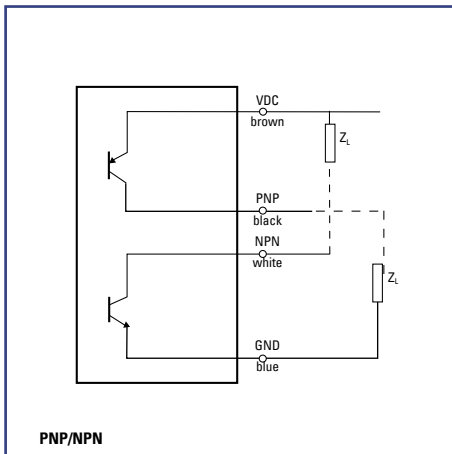 VDC
brown
Z_L
PNP
black
NPN
white
Z_L
GND
blue
PNP/NPN